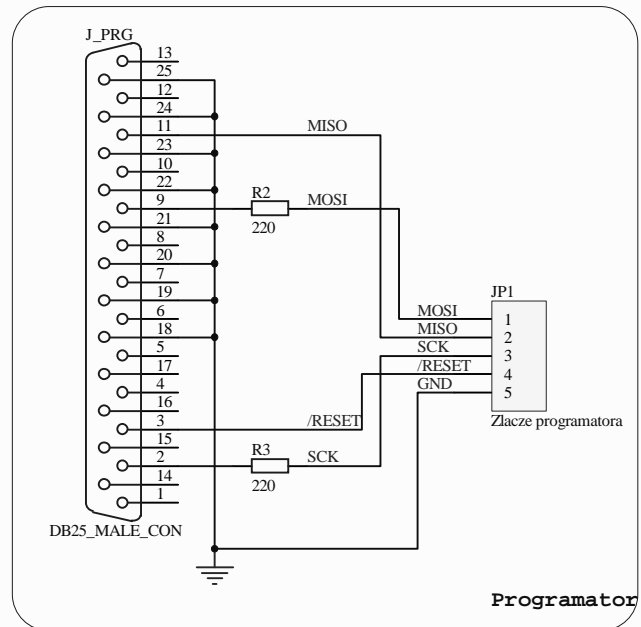 J_PRG
13
25
12
24
11 MISO
23
10
22
R2
9 MOSI
220
21
8
20
7
19
6
18
5
17
4
16
3 /RESET
15
R3
2 SCK
220
14
1
DB25_MALE_CON
JP1
MOSI 1
MISO 2
SCK 3
/RESET 4
GND 5
Zlacze programatora
Programator